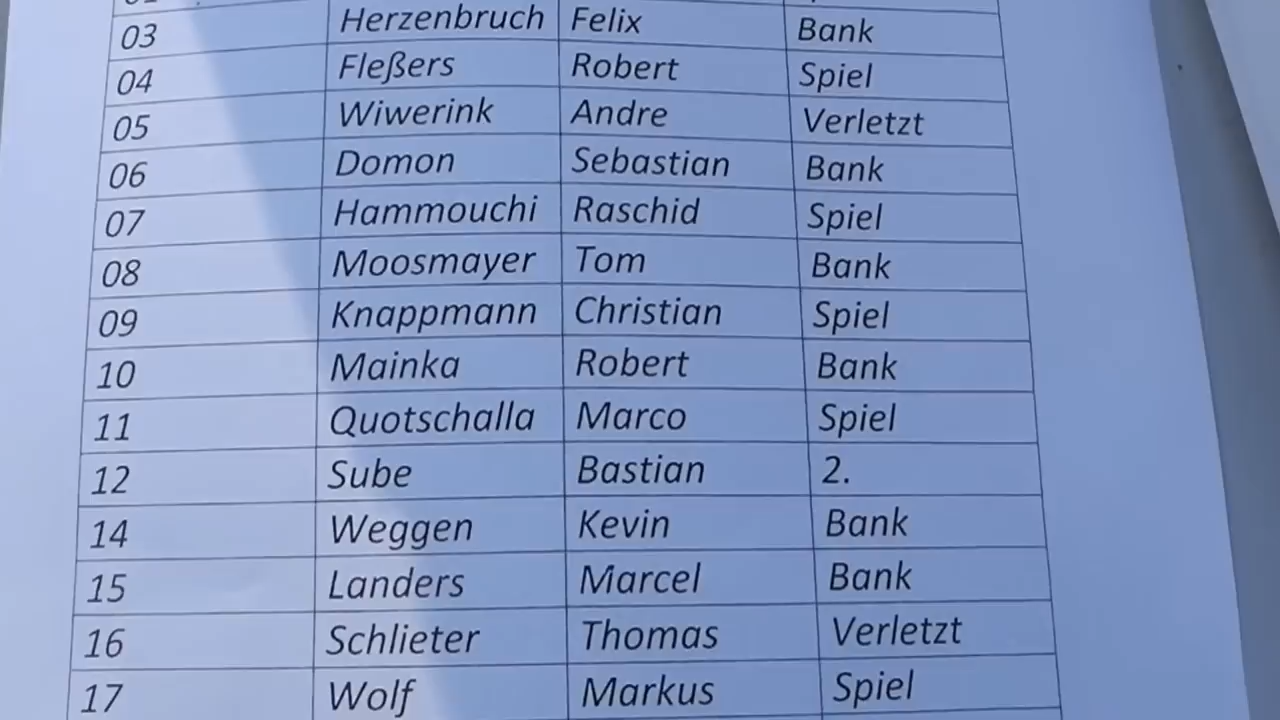 03 Herzenbruch Felix Bank
04 Fleßers Robert Spiel
05 Wiwerink Andre Verletzt
06 Domon Sebastian Bank
07 Hammouchi Raschid Spiel
08 Moosmayer Tom Bank
09 Knappmann Christian Spiel
10 Mainka Robert Bank
11 Quotschalla Marco Spiel
12 Sube Bastian 2.
14 Weggen Kevin Bank
15 Landers Marcel Bank
16 Schlieter Thomas Verletzt
17 Wolf Markus Spiel